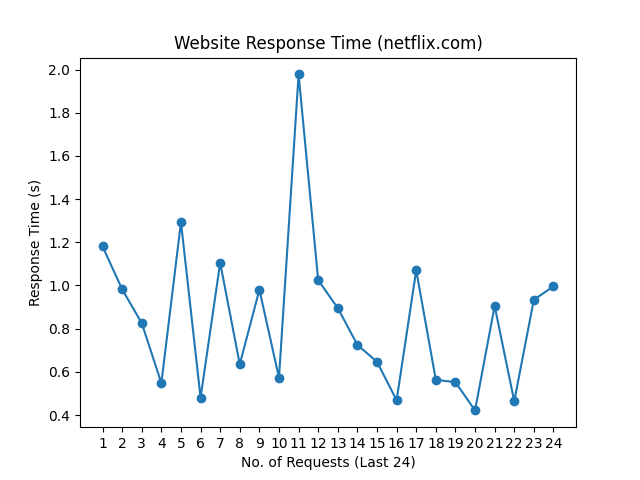 Website Response Time (netflix.com)
2.0
1.8
1.6
1.4
1.2
1.0
0.8
0.6
0.4
Response Time (s)
1 2 3 4 5 6 7 8 9 10 11 12 13 14 15 16 17 18 19 20 21 22 23 24
No. of Requests (Last 24)